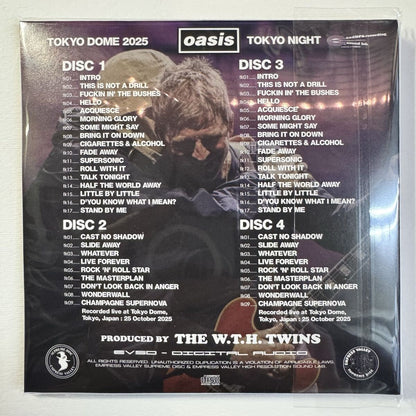 TOKYO DOME 2025
oasis
TOKYO NIGHT
DISC 1
INTRO
THIS IS NOT A DRILL
FUCKIN' IN THE BUSHES
HELLO
ACQUIESCE
MORNING GLORY
SOME MIGHT SAY
BRING IT ON DOWN
CIGARETTES & ALCOHOL
FADE AWAY
SUPERSONIC
ROLL WITH IT
TALK TONIGHT
HALF THE WORLD AWAY
LITTLE BY LITTLE
D'YOU KNOW WHAT I MEAN?
STAND BY ME
DISC 2
CAST NO SHADOW
SLIDE AWAY
WHATEVER
LIVE FOREVER
ROCK 'N' ROLL STAR
THE MASTERPLAN
DON'T LOOK BACK IN ANGER
WONDERWALL
CHAMPAGNE SUPERNOVA
Recorded live at Tokyo Dome,
Tokyo, Japan : 25 October 2025
DISC 3
INTRO
THIS IS NOT A DRILL
FUCKIN' IN THE BUSHES
HELLO
ACQUIESCE
MORNING GLORY
SOME MIGHT SAY
BRING IT ON DOWN
CIGARETTES & ALCOHOL
FADE AWAY
SUPERSONIC
ROLL WITH IT
TALK TONIGHT
HALF THE WORLD AWAY
LITTLE BY LITTLE
D'YOU KNOW WHAT I MEAN?
STAND BY ME
DISC 4
CAST NO SHADOW
SLIDE AWAY
WHATEVER
LIVE FOREVER
ROCK 'N' ROLL STAR
THE MASTERPLAN
DON'T LOOK BACK IN ANGER
WONDERWALL
CHAMPAGNE SUPERNOVA
Recorded live at Tokyo Dome,
Tokyo, Japan : 25 October 2025
PRODUCED BY THE W.T.H. TWINS
EVSD - DIGITAL AUDIO
ALL RIGHTS RESERVED. UNAUTHORIZED DUPLICATION IS A VIOLATION OF APPLICABLE LAWS.
EMPRESS VALLEY SUPREME DISC & EMPRESS VALLEY HIGH RESOLUTION SOUND LAB.
EMPRESS VALLEY